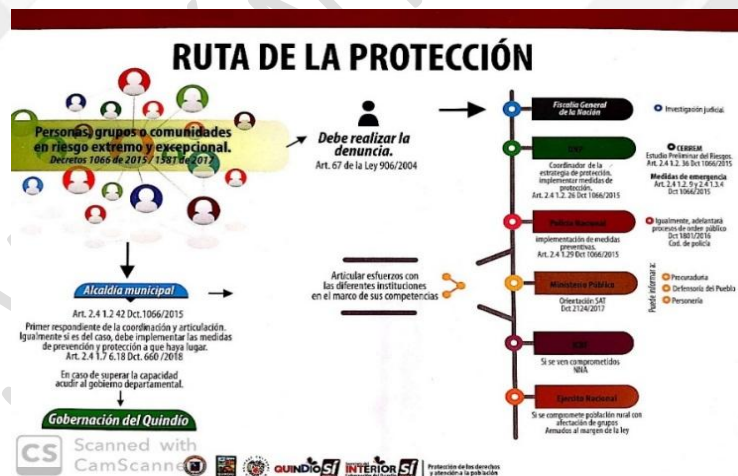 RUTA DE LA PROTECCIÓN
Personas, grupos o comunidades
en riesgo extremo y excepcional.
Decretos 1066 de 2015 / 1581 de 2017
Debe realizar la
denuncia.
Art. 67 de la Ley 906/2004
Alcaldía municipal
Art. 2.4 1.2 42 Dct.1066/2015
Primer respondiente de la coordinación y articulación.
Igualmente si es del caso, debe implementar las medidas
de prevención y protección a que haya lugar.
Art. 2.4 1.7 6.18 Dct. 660 /2018
En caso de superar la capacidad
acudir al gobierno departamental.
Gobernación del Quindío
Articular esfuerzos con
las diferentes instituciones
en el marco de sus competencias
Fiscalía General
de la Nación
Investigación judicial
Coordinador de la
estrategia de protección.
implementar medidas de
protección.
Art. 2.4 1.2. 26 Dct 1066/2015
CERREM
Estudio Preliminar del Riesgos.
Art. 2.4 1.2. 36 Dct 1066/2015
Medidas de emergencia
Art. 2.4 1.2. 9 y 2.4 1.3.4
Dct 1066/2015
Policía Nacional
implementación de medidas
preventivas.
Art. 2.4 1.29 Dct 1066/2015
Igualmente, adelantará
procesos de orden público
Dct 1801/2016
Cod. de policía
Ministerio Público
Orientación SAT
Dct 2124/2017
Puede informar a:
Procuraduría
Defensoría del Pueblo
Personería
ICBF
Si se ven comprometidos
NNA
Ejercito Nacional
Si se compromete población rural con
afectación de grupos
Armados al margen de la ley
CS Scanned with
CamScanne
QUINDÍO SÍ
INTERIOR SÍ
Protección de los derechos
y atención a la población